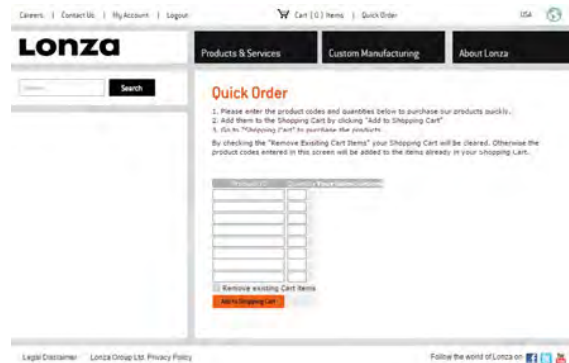 Careers | Contact Us | My Account | Logout
Cart [ 0 ] Items | Quick Order
USA
Lonza
Products & Services
Custom Manufacturing
About Lonza
Search
Quick Order
1. Please enter the product codes and quantities below to purchase our products quickly.
2. Add them to the Shopping Cart by clicking "Add to Shopping Cart"
3. Go to "Shopping Cart" to purchase the products
By checking the "Remove Exsiting Cart Items" your Shopping Cart will be cleared. Otherwise the
product codes entered in this screen will be added to the items already in your Shopping Cart.
Quantity
Remove existing Cart Items
Add to Shopping Cart
Legal Disclaimer Lonza Group Ltd. Privacy Policy
Follow the world of Lonza on